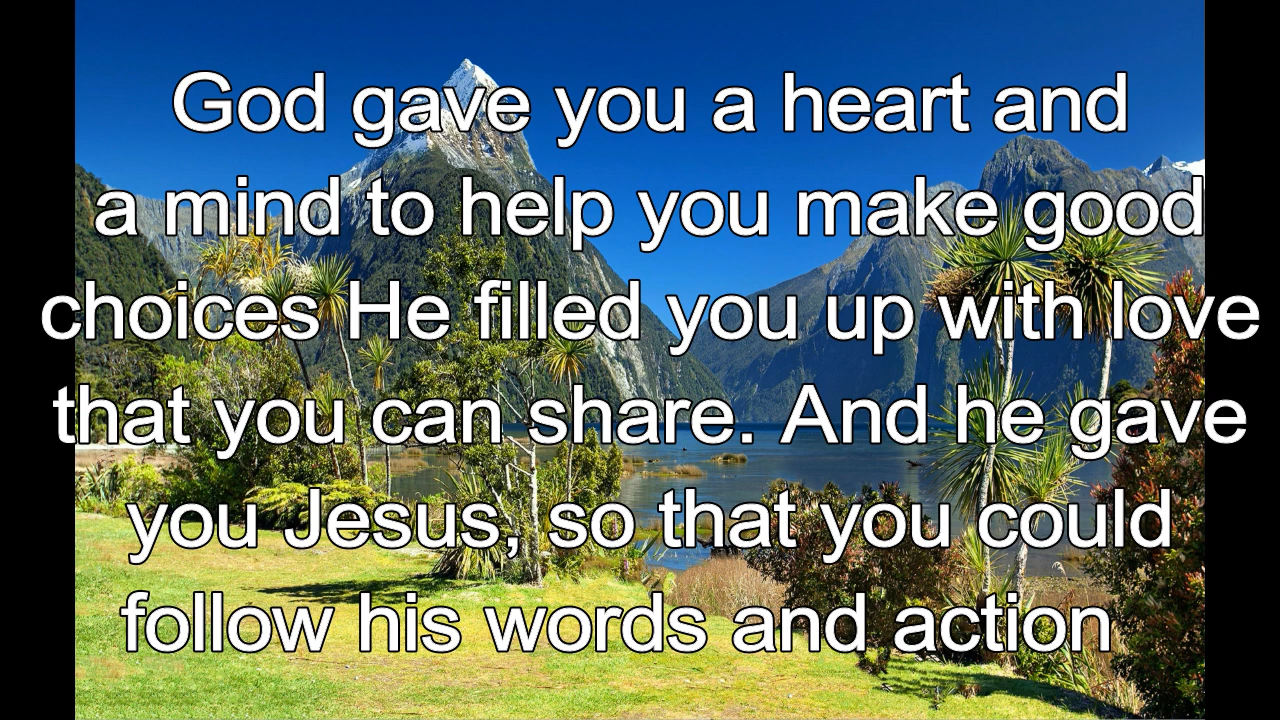 God gave you a heart and
a mind to help you make good
choices He filled you up with love
that you can share. And he gave
you Jesus, so that you could
follow his words and action